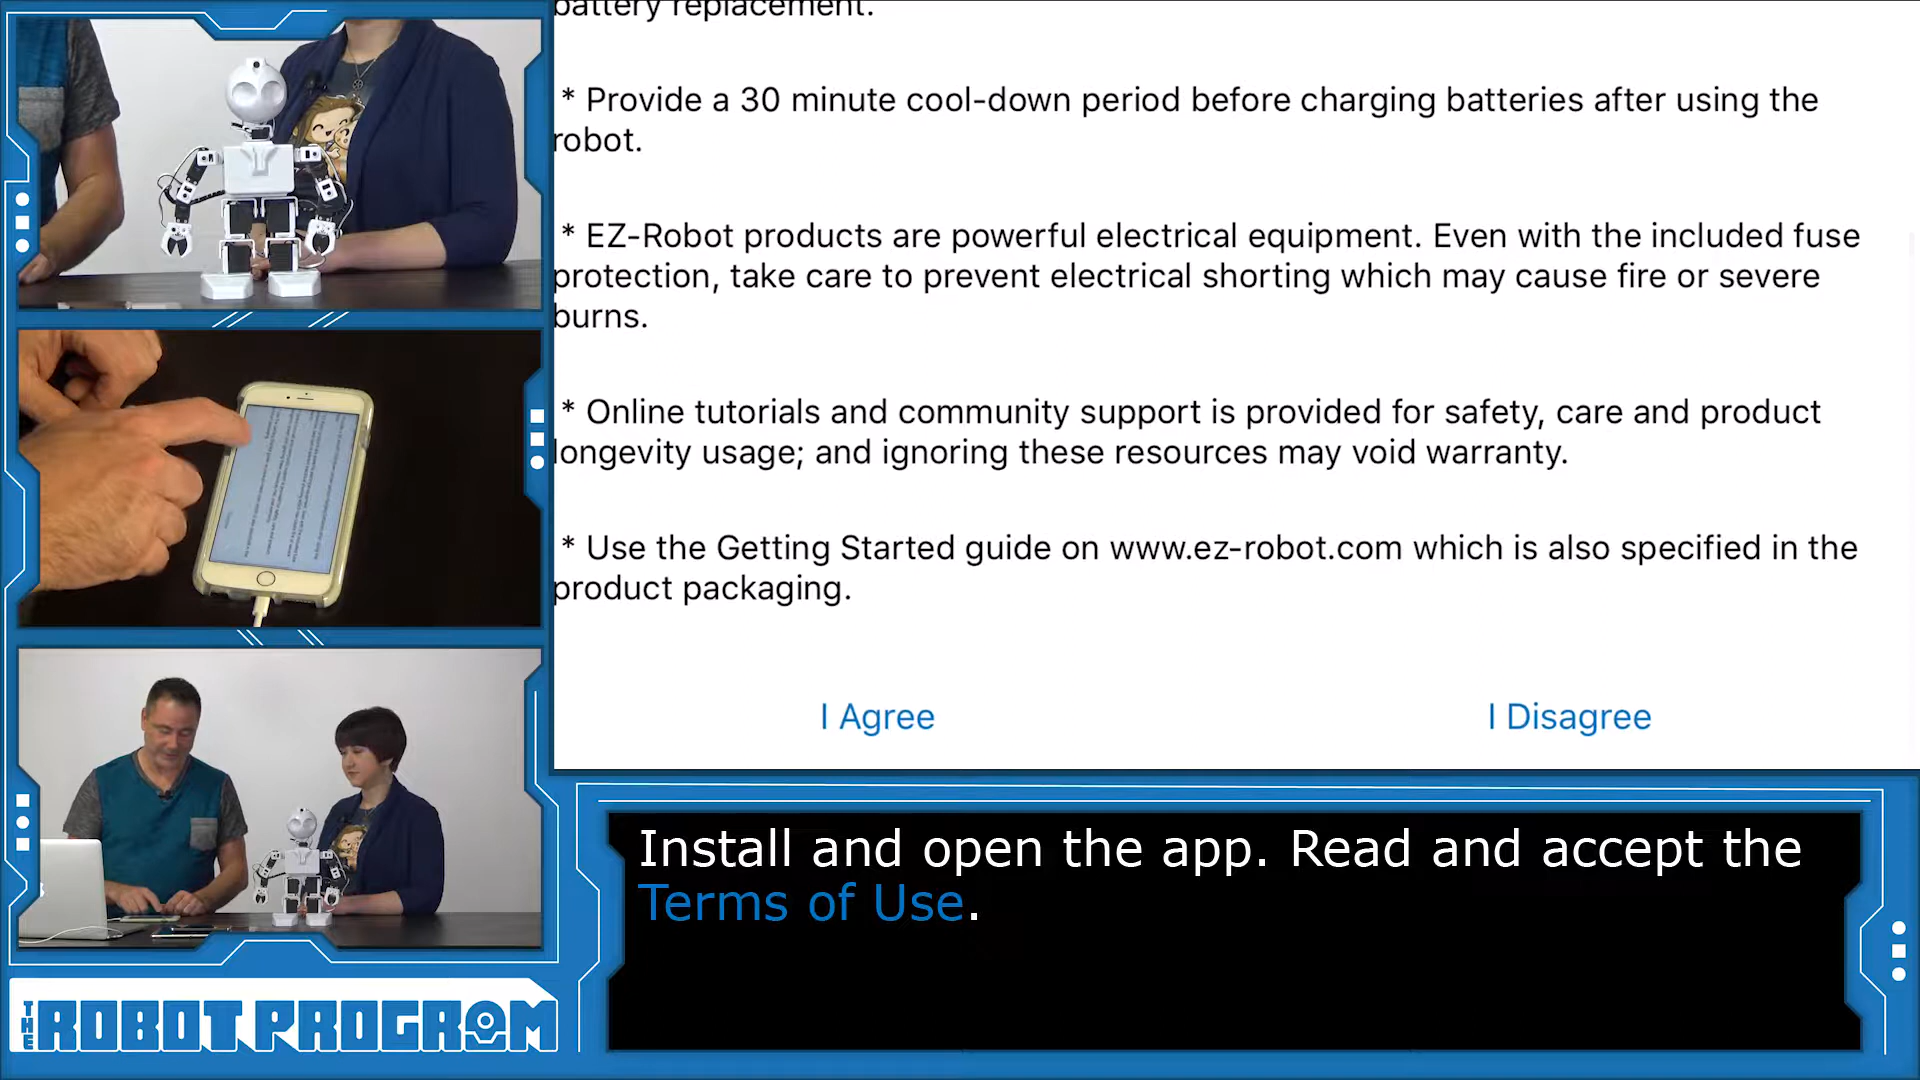 battery replacement.
* Provide a 30 minute cool-down period before charging batteries after using the
robot.
* EZ-Robot products are powerful electrical equipment. Even with the included fuse
protection, take care to prevent electrical shorting which may cause fire or severe
burns.
* Online tutorials and community support is provided for safety, care and product
longevity usage; and ignoring these resources may void warranty.
* Use the Getting Started guide on www.ez-robot.com which is also specified in the
product packaging.
I Agree
I Disagree
Install and open the app. Read and accept the
Terms of Use.
THE ROBOT PROGRAM